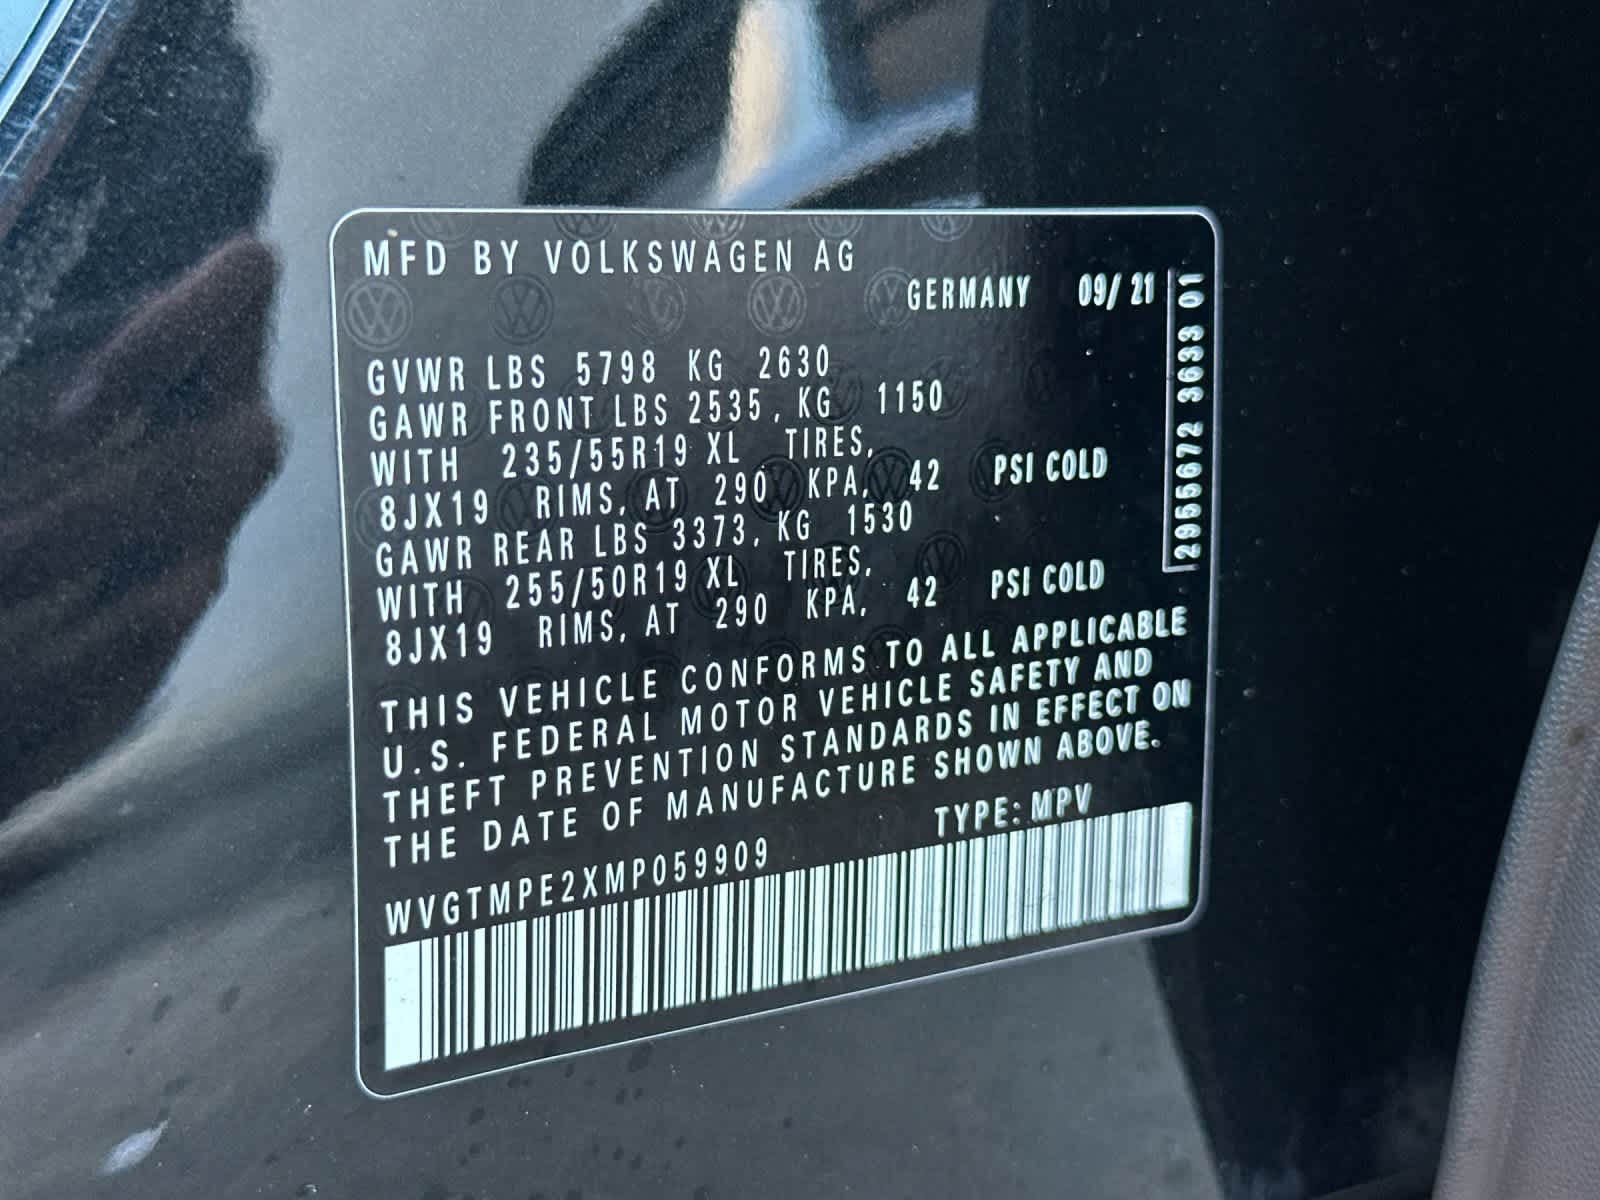 MFD BY VOLKSWAGEN AG
GERMANY 09/ 21
GVWR LBS 5798 KG 2630
GAWR FRONT LBS 2535, KG 1150
WITH 235/55R19 XL TIRES,
8JX19 RIMS, AT 290 KPA, 42 PSI COLD
GAWR REAR LBS 3373, KG 1530
WITH 255/50R19 XL TIRES,
8JX19 RIMS, AT 290 KPA, 42 PSI COLD
THIS VEHICLE CONFORMS TO ALL APPLICABLE
U.S. FEDERAL MOTOR VEHICLE SAFETY AND
THEFT PREVENTION STANDARDS IN EFFECT ON
THE DATE OF MANUFACTURE SHOWN ABOVE.
TYPE: MPV
WVGTMPE2XMP059909
2955672 3633 01